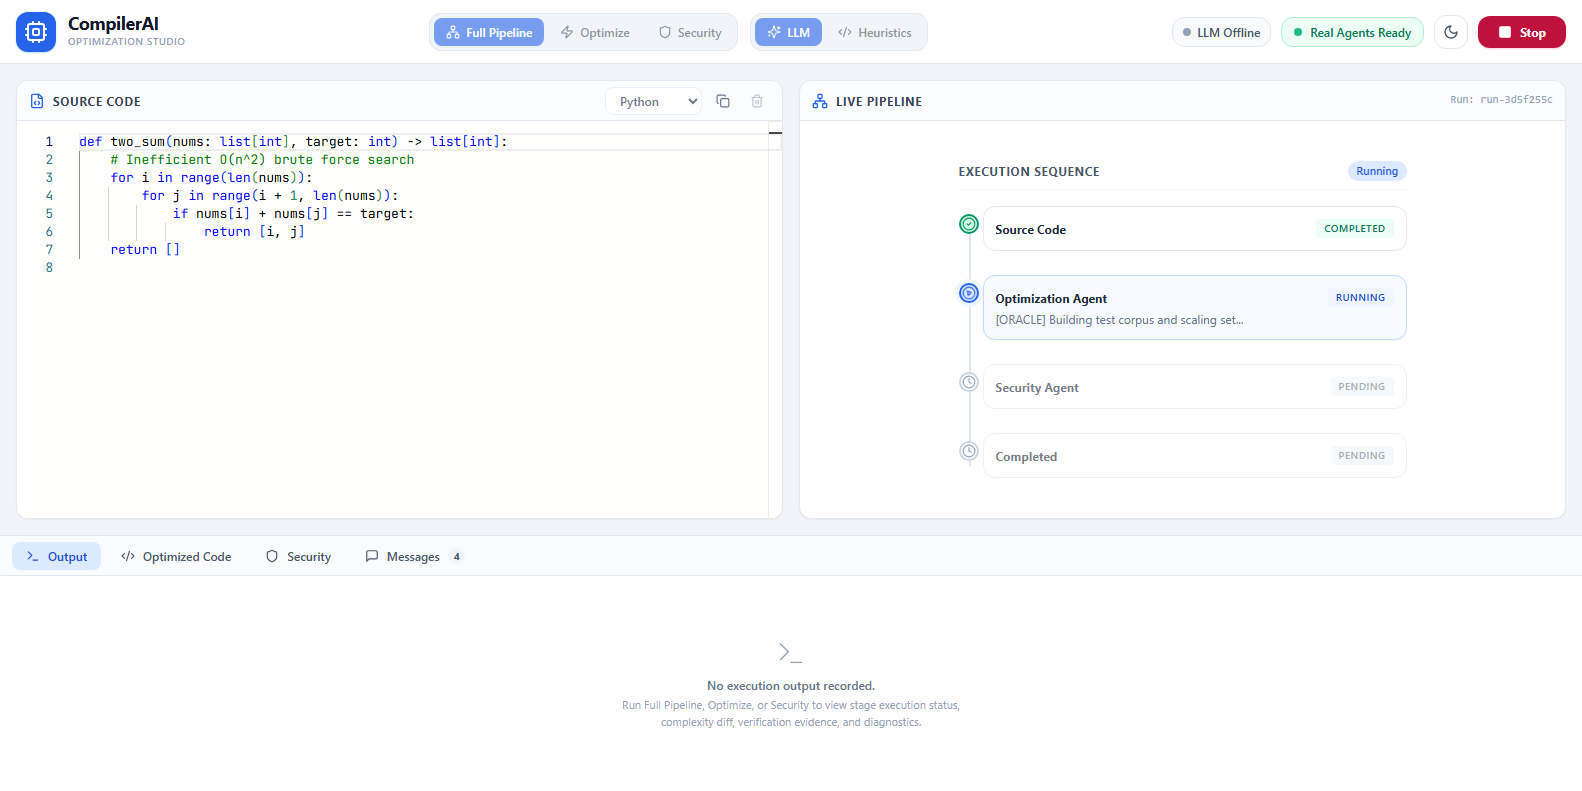 CompilerAI
OPTIMIZATION STUDIO
Full Pipeline
Optimize
Security
LLM
Heuristics
LLM Offline
Real Agents Ready
Stop
SOURCE CODE
Python
1 def two_sum(nums: list[int], target: int) -> list[int]:
2     # Inefficient O(n^2) brute force search
3     for i in range(len(nums)):
4         for j in range(i + 1, len(nums)):
5             if nums[i] + nums[j] == target:
6                 return [i, j]
7     return []
8
LIVE PIPELINE
Run: run-3d5f255c
EXECUTION SEQUENCE
Running
Source Code
COMPLETED
Optimization Agent
RUNNING
[ORACLE] Building test corpus and scaling set...
Security Agent
PENDING
Completed
PENDING
Output
Optimized Code
Security
Messages 4
No execution output recorded.
Run Full Pipeline, Optimize, or Security to view stage execution status,
complexity diff, verification evidence, and diagnostics.